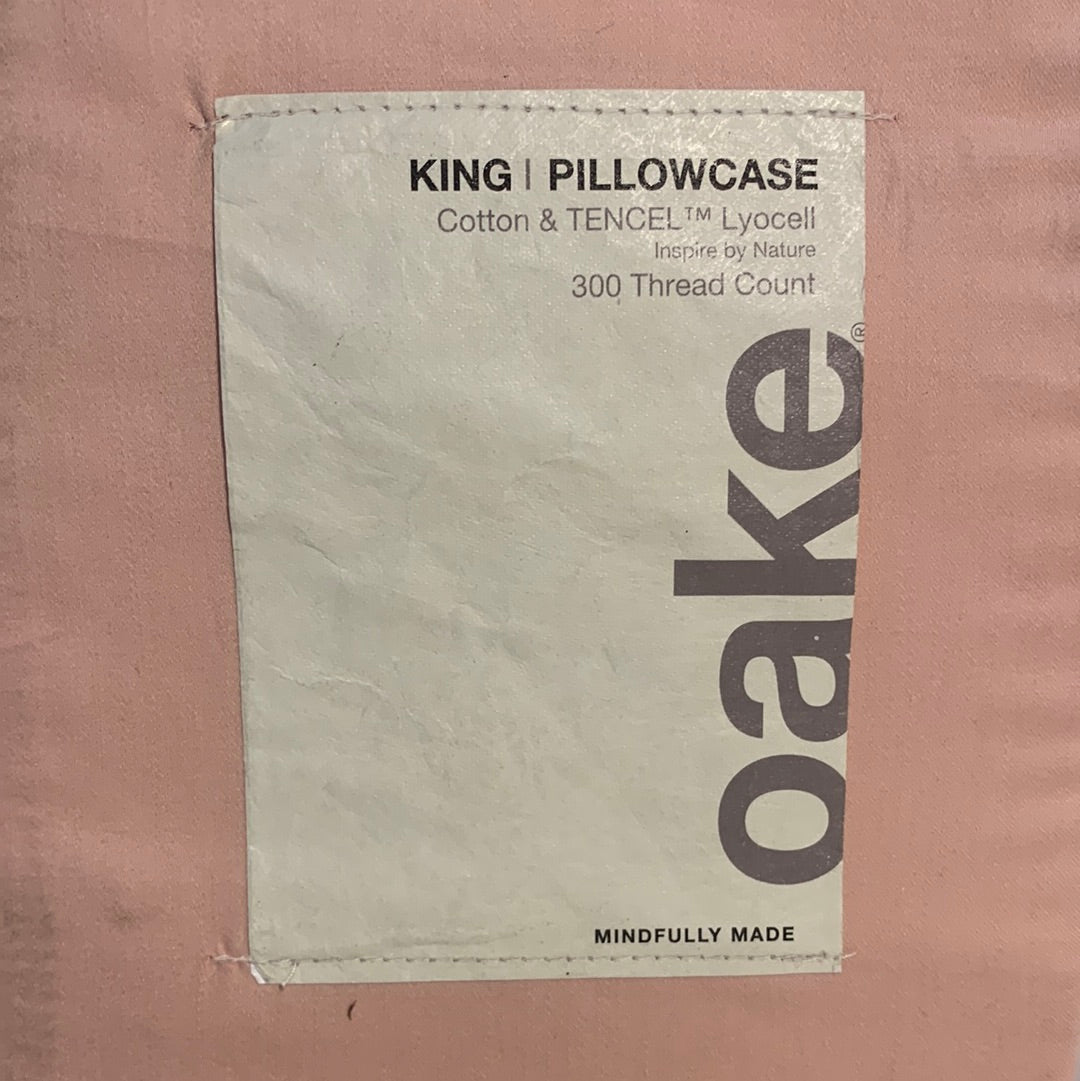 KING | PILLOWCASE
Cotton & TENCEL™ Lyocell
Inspire by Nature
300 Thread Count
oake®
MINDFULLY MADE